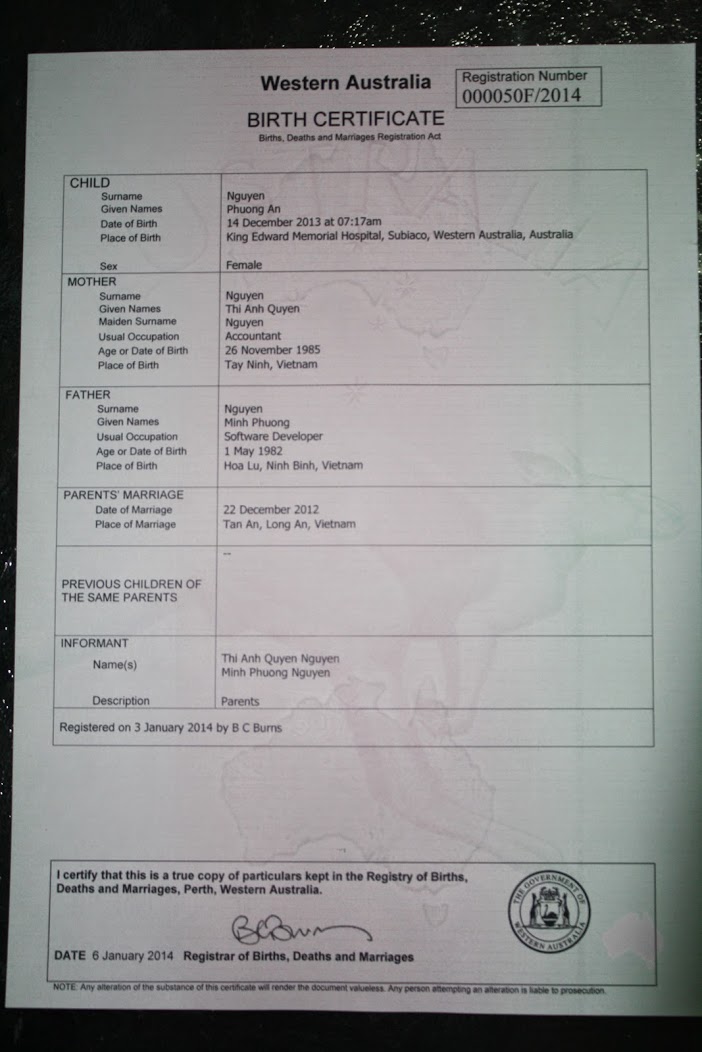 Western Australia
Registration Number
000050F/2014
BIRTH CERTIFICATE
Births, Deaths and Marriages Registration Act
CHILD
Surname Nguyen
Given Names Phuong An
Date of Birth 14 December 2013 at 07:17am
Place of Birth King Edward Memorial Hospital, Subiaco, Western Australia, Australia
Sex Female
MOTHER
Surname Nguyen
Given Names Thi Anh Quyen
Maiden Surname Nguyen
Usual Occupation Accountant
Age or Date of Birth 26 November 1985
Place of Birth Tay Ninh, Vietnam
FATHER
Surname Nguyen
Given Names Minh Phuong
Usual Occupation Software Developer
Age or Date of Birth 1 May 1982
Place of Birth Hoa Lu, Ninh Binh, Vietnam
PARENTS' MARRIAGE
Date of Marriage 22 December 2012
Place of Marriage Tan An, Long An, Vietnam
--
PREVIOUS CHILDREN OF
THE SAME PARENTS
INFORMANT
Name(s) Thi Anh Quyen Nguyen
Minh Phuong Nguyen
Description Parents
Registered on 3 January 2014 by B C Burns
I certify that this is a true copy of particulars kept in the Registry of Births,
Deaths and Marriages, Perth, Western Australia.
BCBurns
DATE 6 January 2014 Registrar of Births, Deaths and Marriages
THE GOVERNMENT OF
WESTERN AUSTRALIA
NOTE: Any alteration of the substance of this certificate will render the document valueless. Any person attempting an alteration is liable to prosecution.